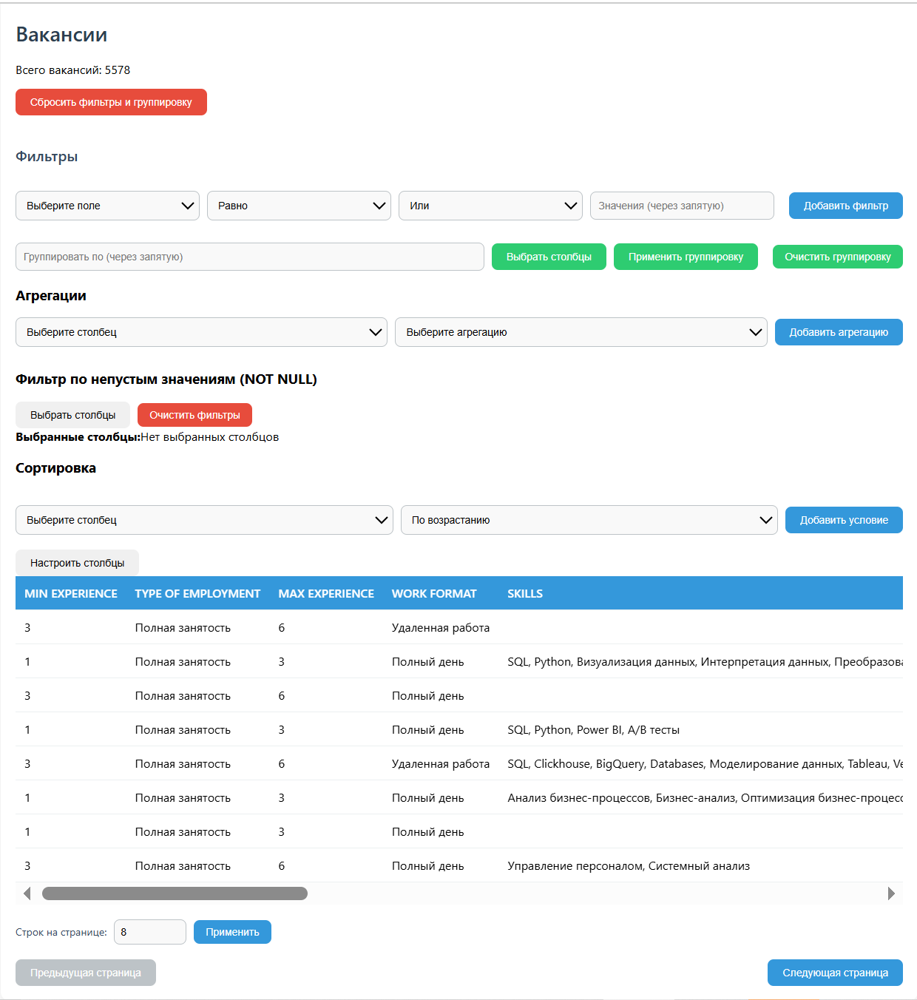 Вакансии
Всего вакансий: 5578
Сбросить фильтры и группировку
Фильтры
Выберите поле Равно Или Значения (через запятую) Добавить фильтр
Группировать по (через запятую) Выбрать столбцы Применить группировку Очистить группировку
Агрегации
Выберите столбец Выберите агрегацию Добавить агрегацию
Фильтр по непустым значениям (NOT NULL)
Выбрать столбцы Очистить фильтры
Выбранные столбцы:Нет выбранных столбцов
Сортировка
Выберите столбец По возрастанию Добавить условие
Настроить столбцы
MIN EXPERIENCE TYPE OF EMPLOYMENT MAX EXPERIENCE WORK FORMAT SKILLS
3 Полная занятость 6 Удаленная работа
1 Полная занятость 3 Полный день SQL, Python, Визуализация данных, Интерпретация данных, Преобразова
3 Полная занятость 6 Полный день
1 Полная занятость 3 Полный день SQL, Python, Power BI, A/B тесты
3 Полная занятость 6 Удаленная работа SQL, Clickhouse, BigQuery, Databases, Моделирование данных, Tableau, Ve
1 Полная занятость 3 Полный день Анализ бизнес-процессов, Бизнес-анализ, Оптимизация бизнес-процесс
1 Полная занятость 3 Полный день
3 Полная занятость 6 Полный день Управление персоналом, Системный анализ
Строк на странице: 8 Применить
Предыдущая страница Следующая страница